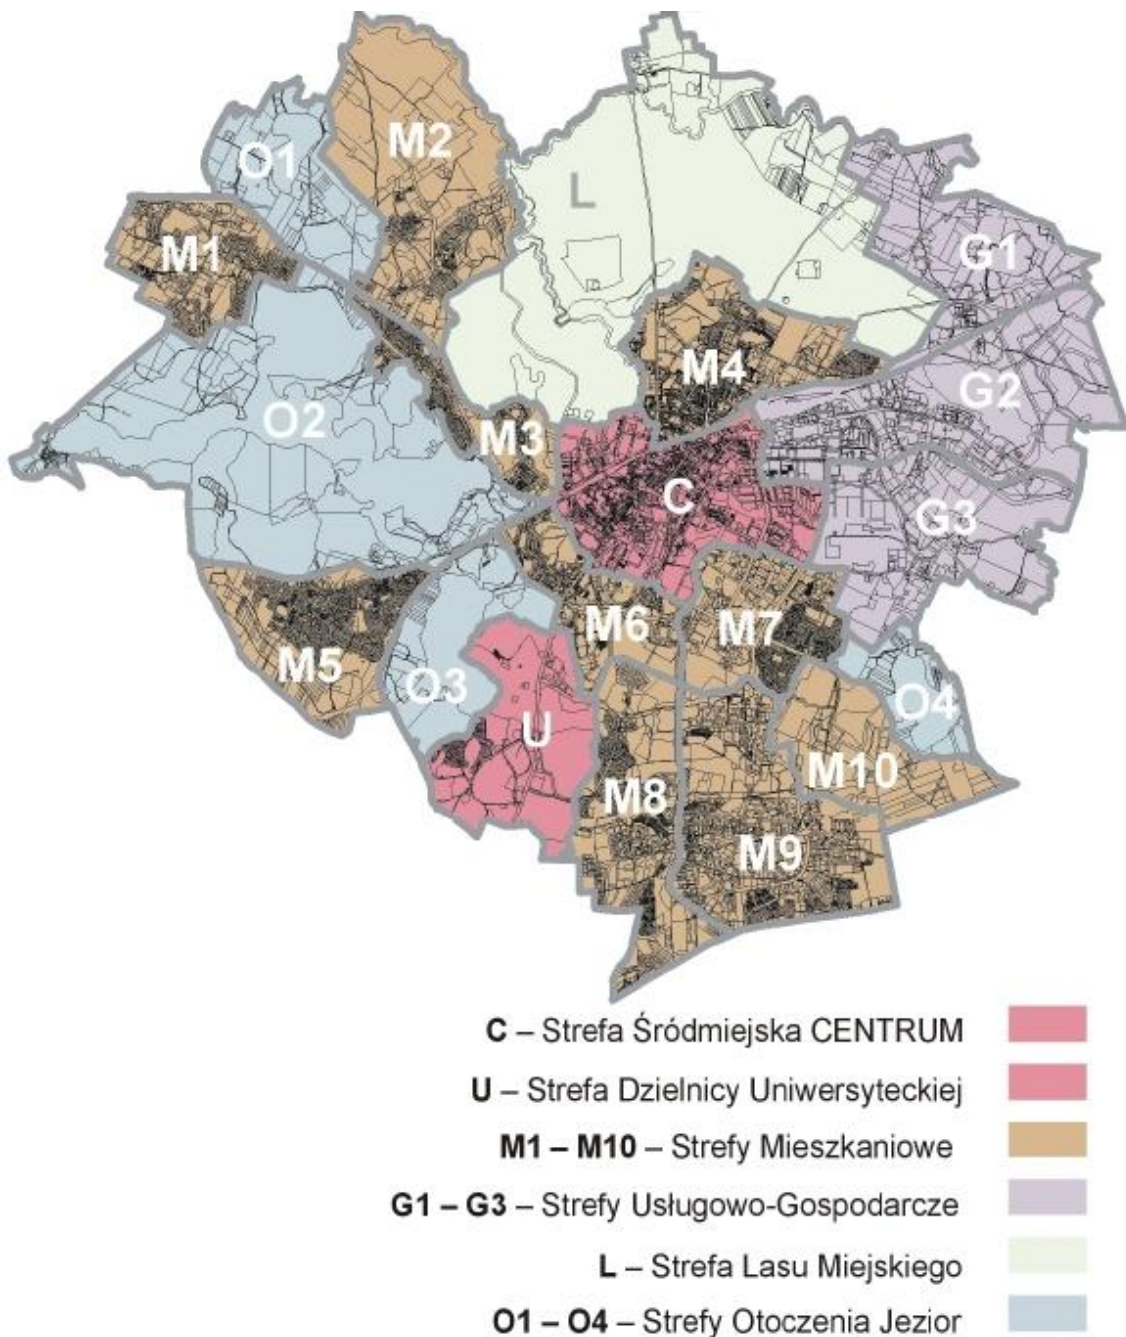 M2
O1
L
M1
G1
M4
G2
O2
M3
C
G3
M6
M7
M5
O3
O4
U
M10
M8
M9
C – Strefa Śródmiejska CENTRUM
U – Strefa Dzielnicy Uniwersyteckiej
M1 – M10 – Strefy Mieszkaniowe
G1 – G3 – Strefy Usługowo-Gospodarcze
L – Strefa Lasu Miejskiego
O1 – O4 – Strefy Otoczenia Jezior